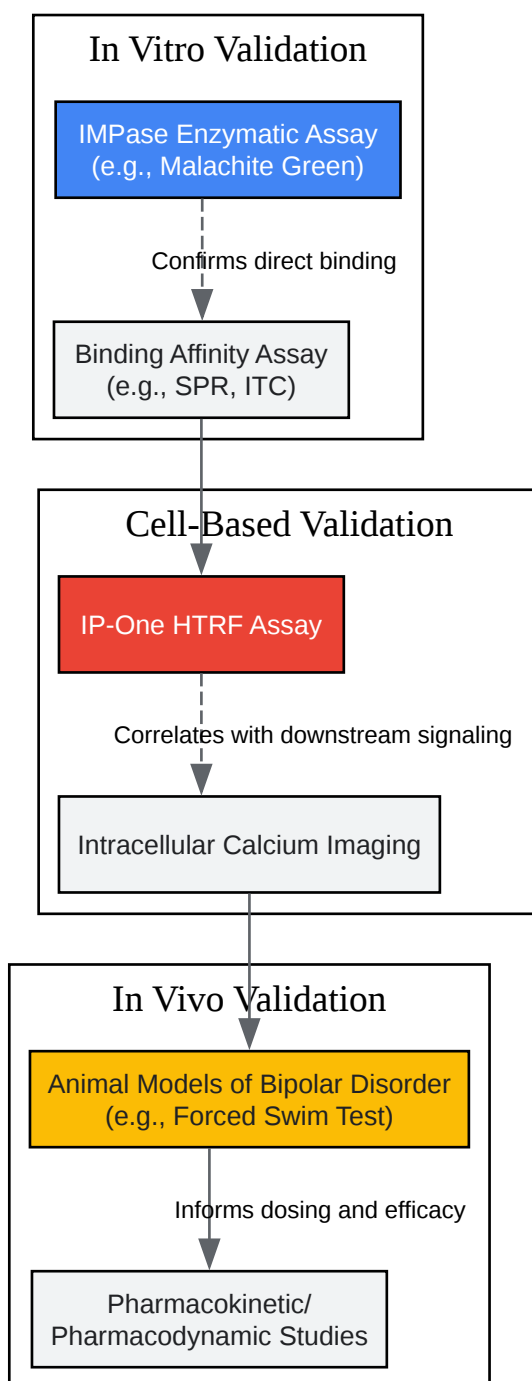 In Vitro Validation
IMPase Enzymatic Assay
(e.g., Malachite Green)
Confirms direct binding
Binding Affinity Assay
(e.g., SPR, ITC)
Cell-Based Validation
IP-One HTRF Assay
Correlates with downstream signaling
Intracellular Calcium Imaging
In Vivo Validation
Animal Models of Bipolar Disorder
(e.g., Forced Swim Test)
Informs dosing and efficacy
Pharmacokinetic/
Pharmacodynamic Studies